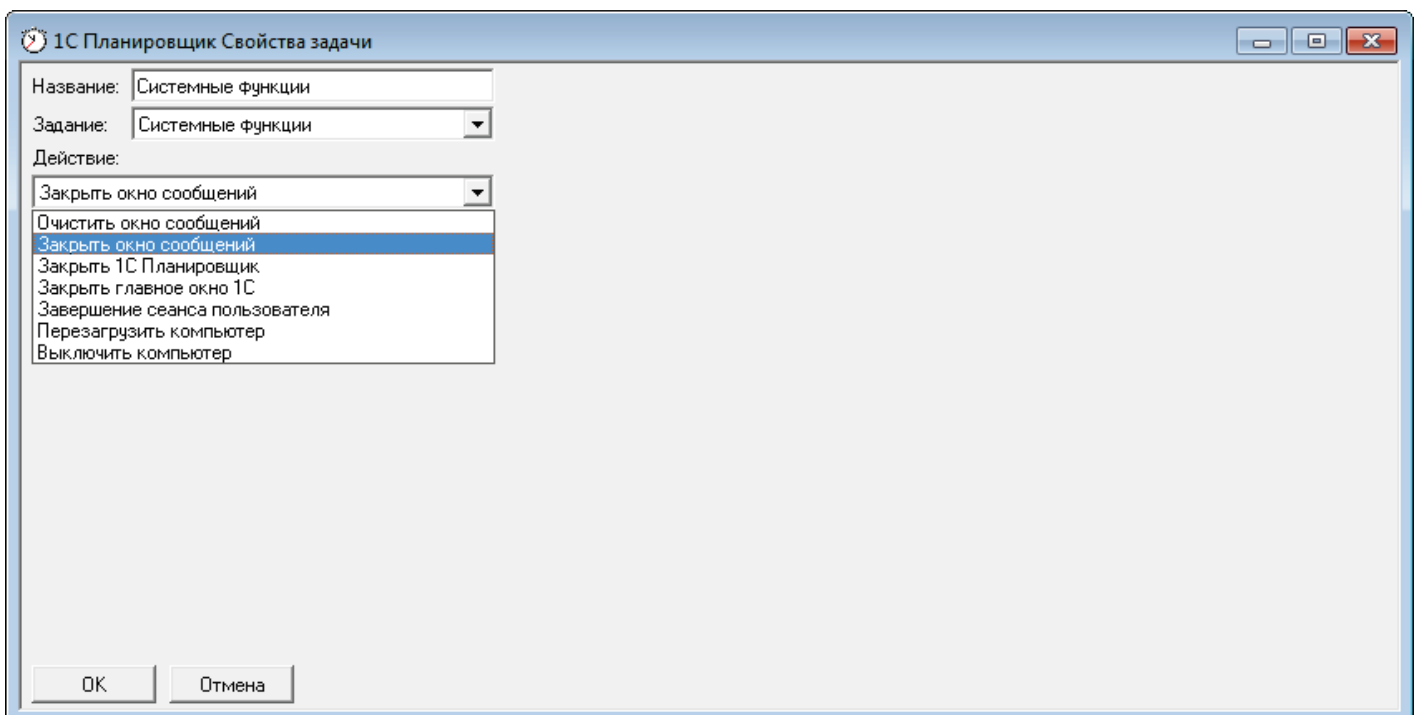 1С Планировщик Свойства задачи
Название: Системные функции
Задание: Системные функции
Действие:
Закрыть окно сообщений
Очистить окно сообщений
Закрыть окно сообщений
Закрыть 1С Планировщик
Закрыть главное окно 1С
Завершение сеанса пользователя
Перезагрузить компьютер
Выключить компьютер
OK Отмена